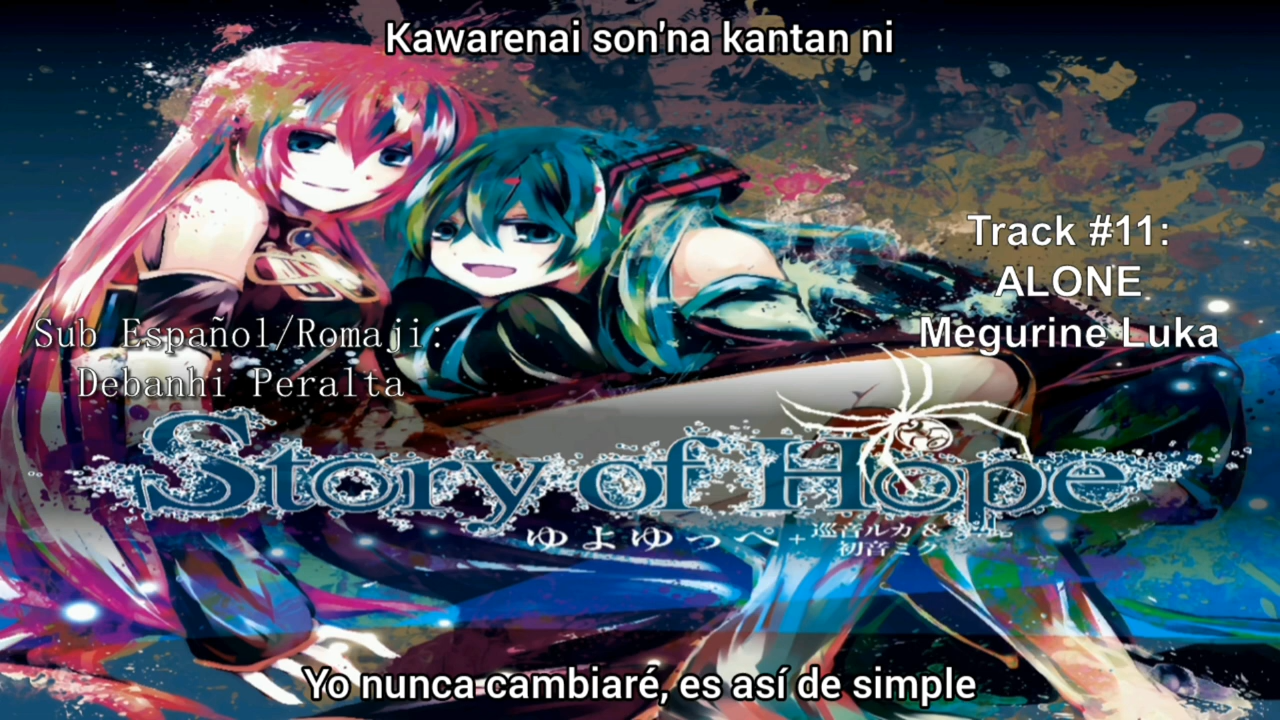 Kawarenai son'na kantan ni
Track #11:
ALONE
Megurine Luka
Sub Español/Romaji:
Debanhi Peralta
Story of Hope
ゆよゆっぺ+巡音ルカ &
初音ミク
Yo nunca cambiaré, es así de simple